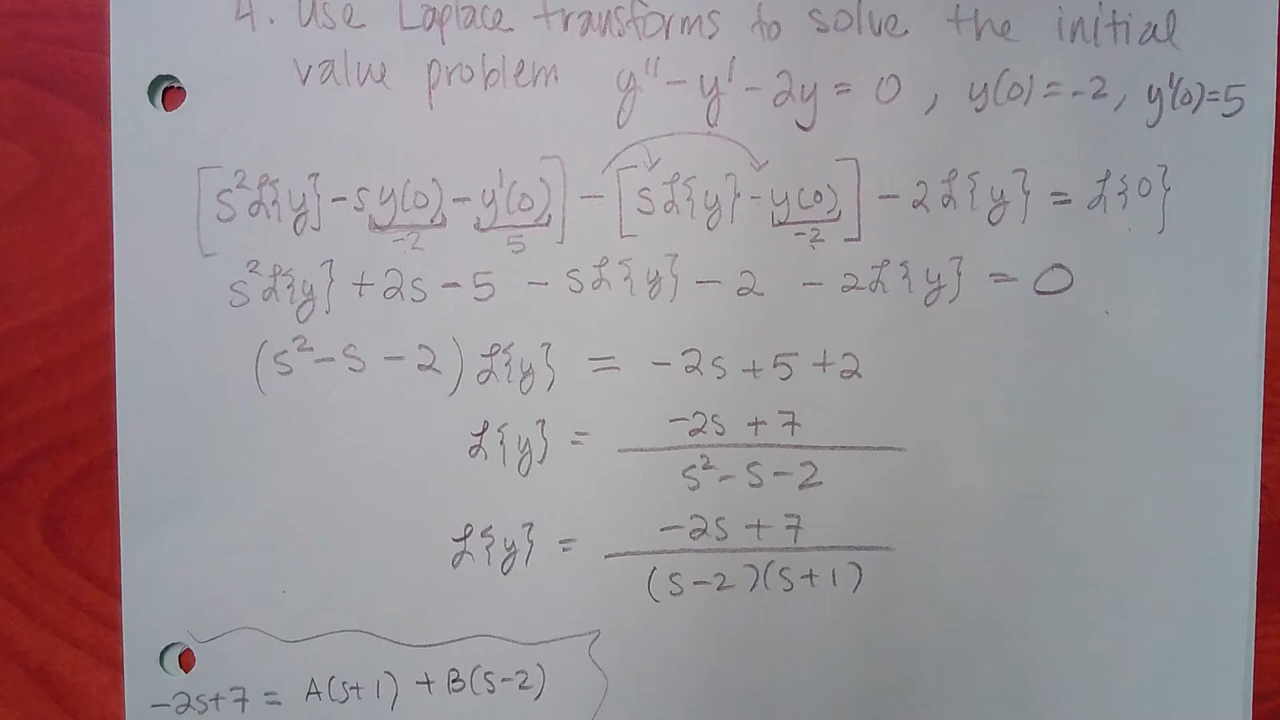 4. Use Laplace transforms to solve the initial
value problem y'' - y' - 2y = 0 , y(0) = -2, y'(0)=5
[s²ℒ{y} - sy(0) - y'(0)] - [sℒ{y} - y(0)] - 2ℒ{y} = ℒ{0}
-2 5 -2
s²ℒ{y} + 2s - 5 - sℒ{y} - 2 - 2ℒ{y} = 0
(s² - s - 2) ℒ{y} = -2s + 5 + 2
ℒ{y} = -2s + 7 / s² - s - 2
ℒ{y} = -2s + 7 / (s-2)(s+1)
-2s+7 = A(s+1) + B(s-2)